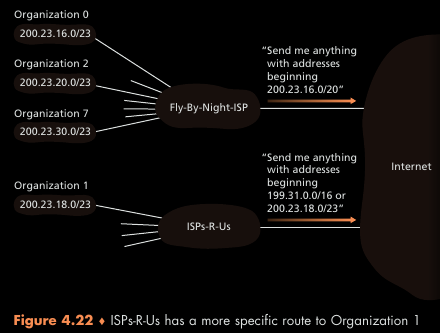 Organization 0
200.23.16.0/23
Organization 2
200.23.20.0/23
Organization 7
200.23.30.0/23
Fly-By-Night-ISP
“Send me anything
with addresses
beginning
200.23.16.0/20”
Internet
Organization 1
200.23.18.0/23
ISPs-R-Us
“Send me anything
with addresses
beginning
199.31.0.0/16 or
200.23.18.0/23”
Figure 4.22 ♦ ISPs-R-Us has a more specific route to Organization 1